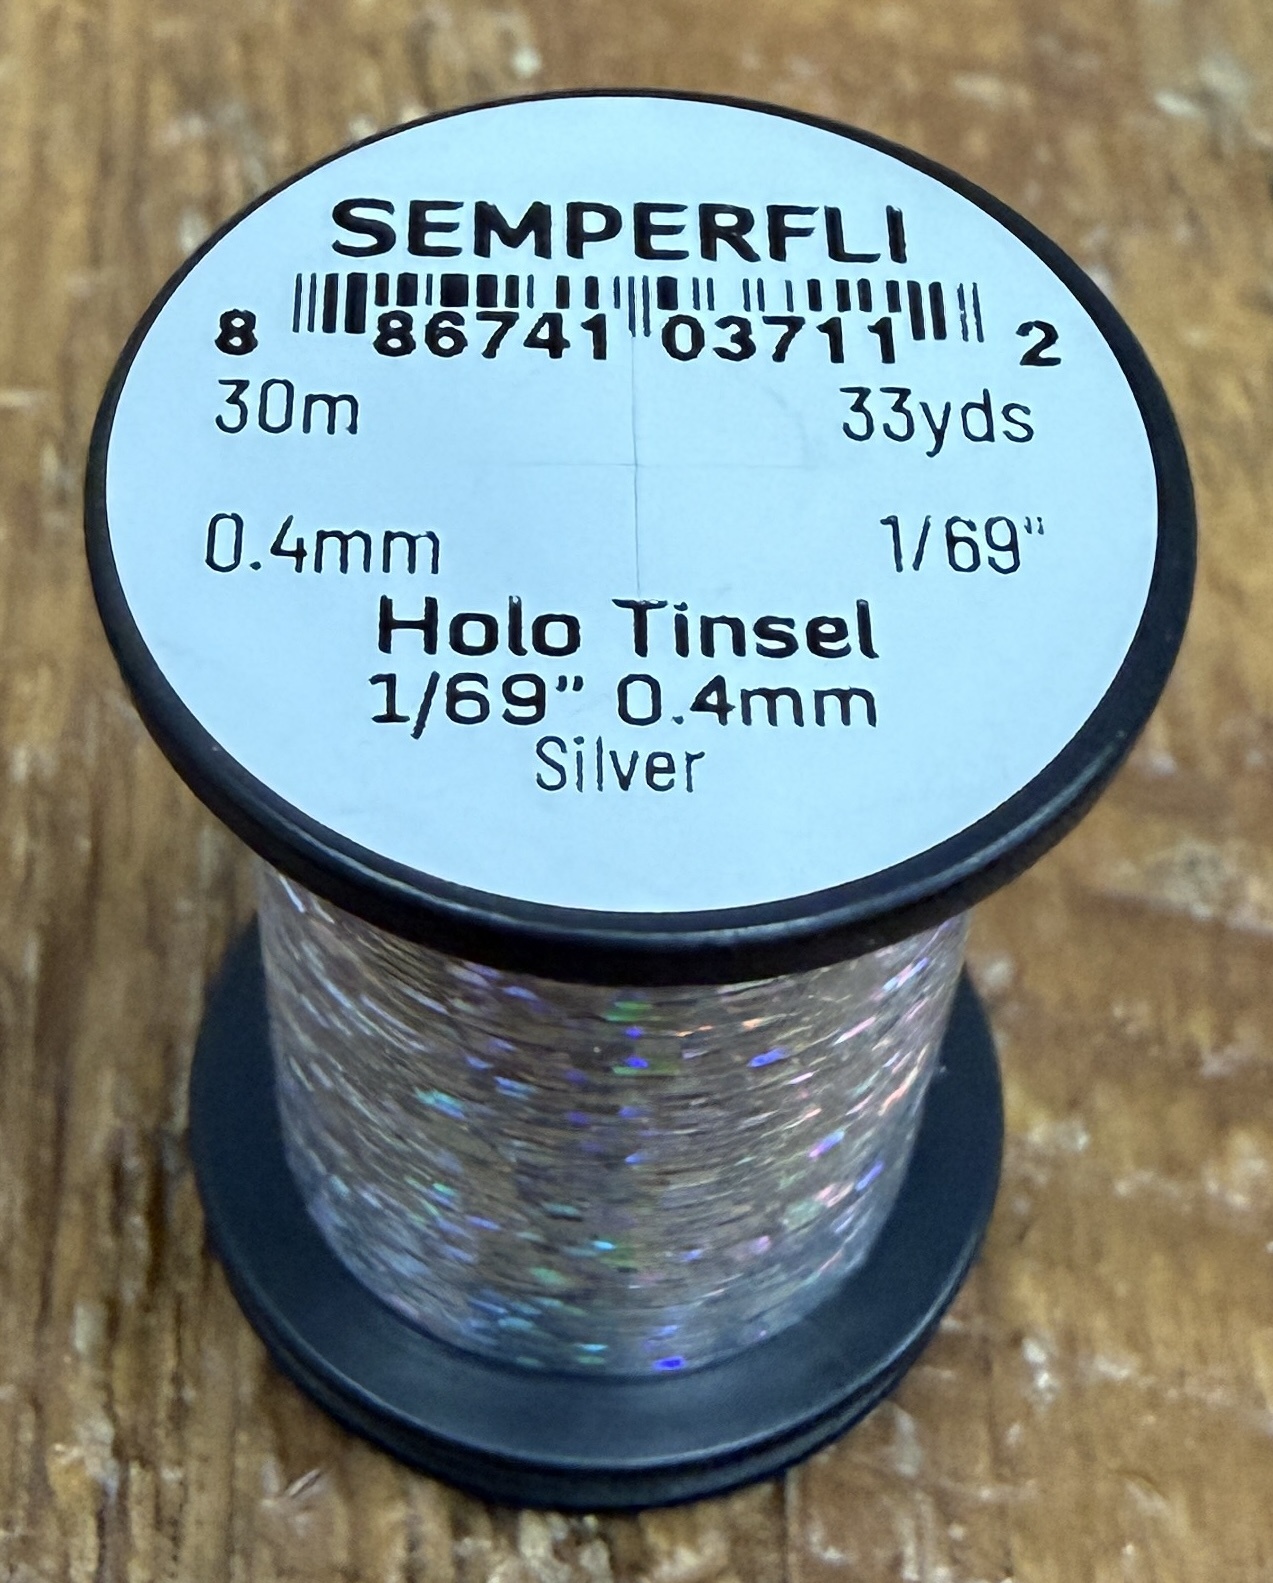 SEMPERFLI
8 86741 03711 2
30m 33yds
0.4mm 1/69"
Holo Tinsel
1/69” 0.4mm
Silver